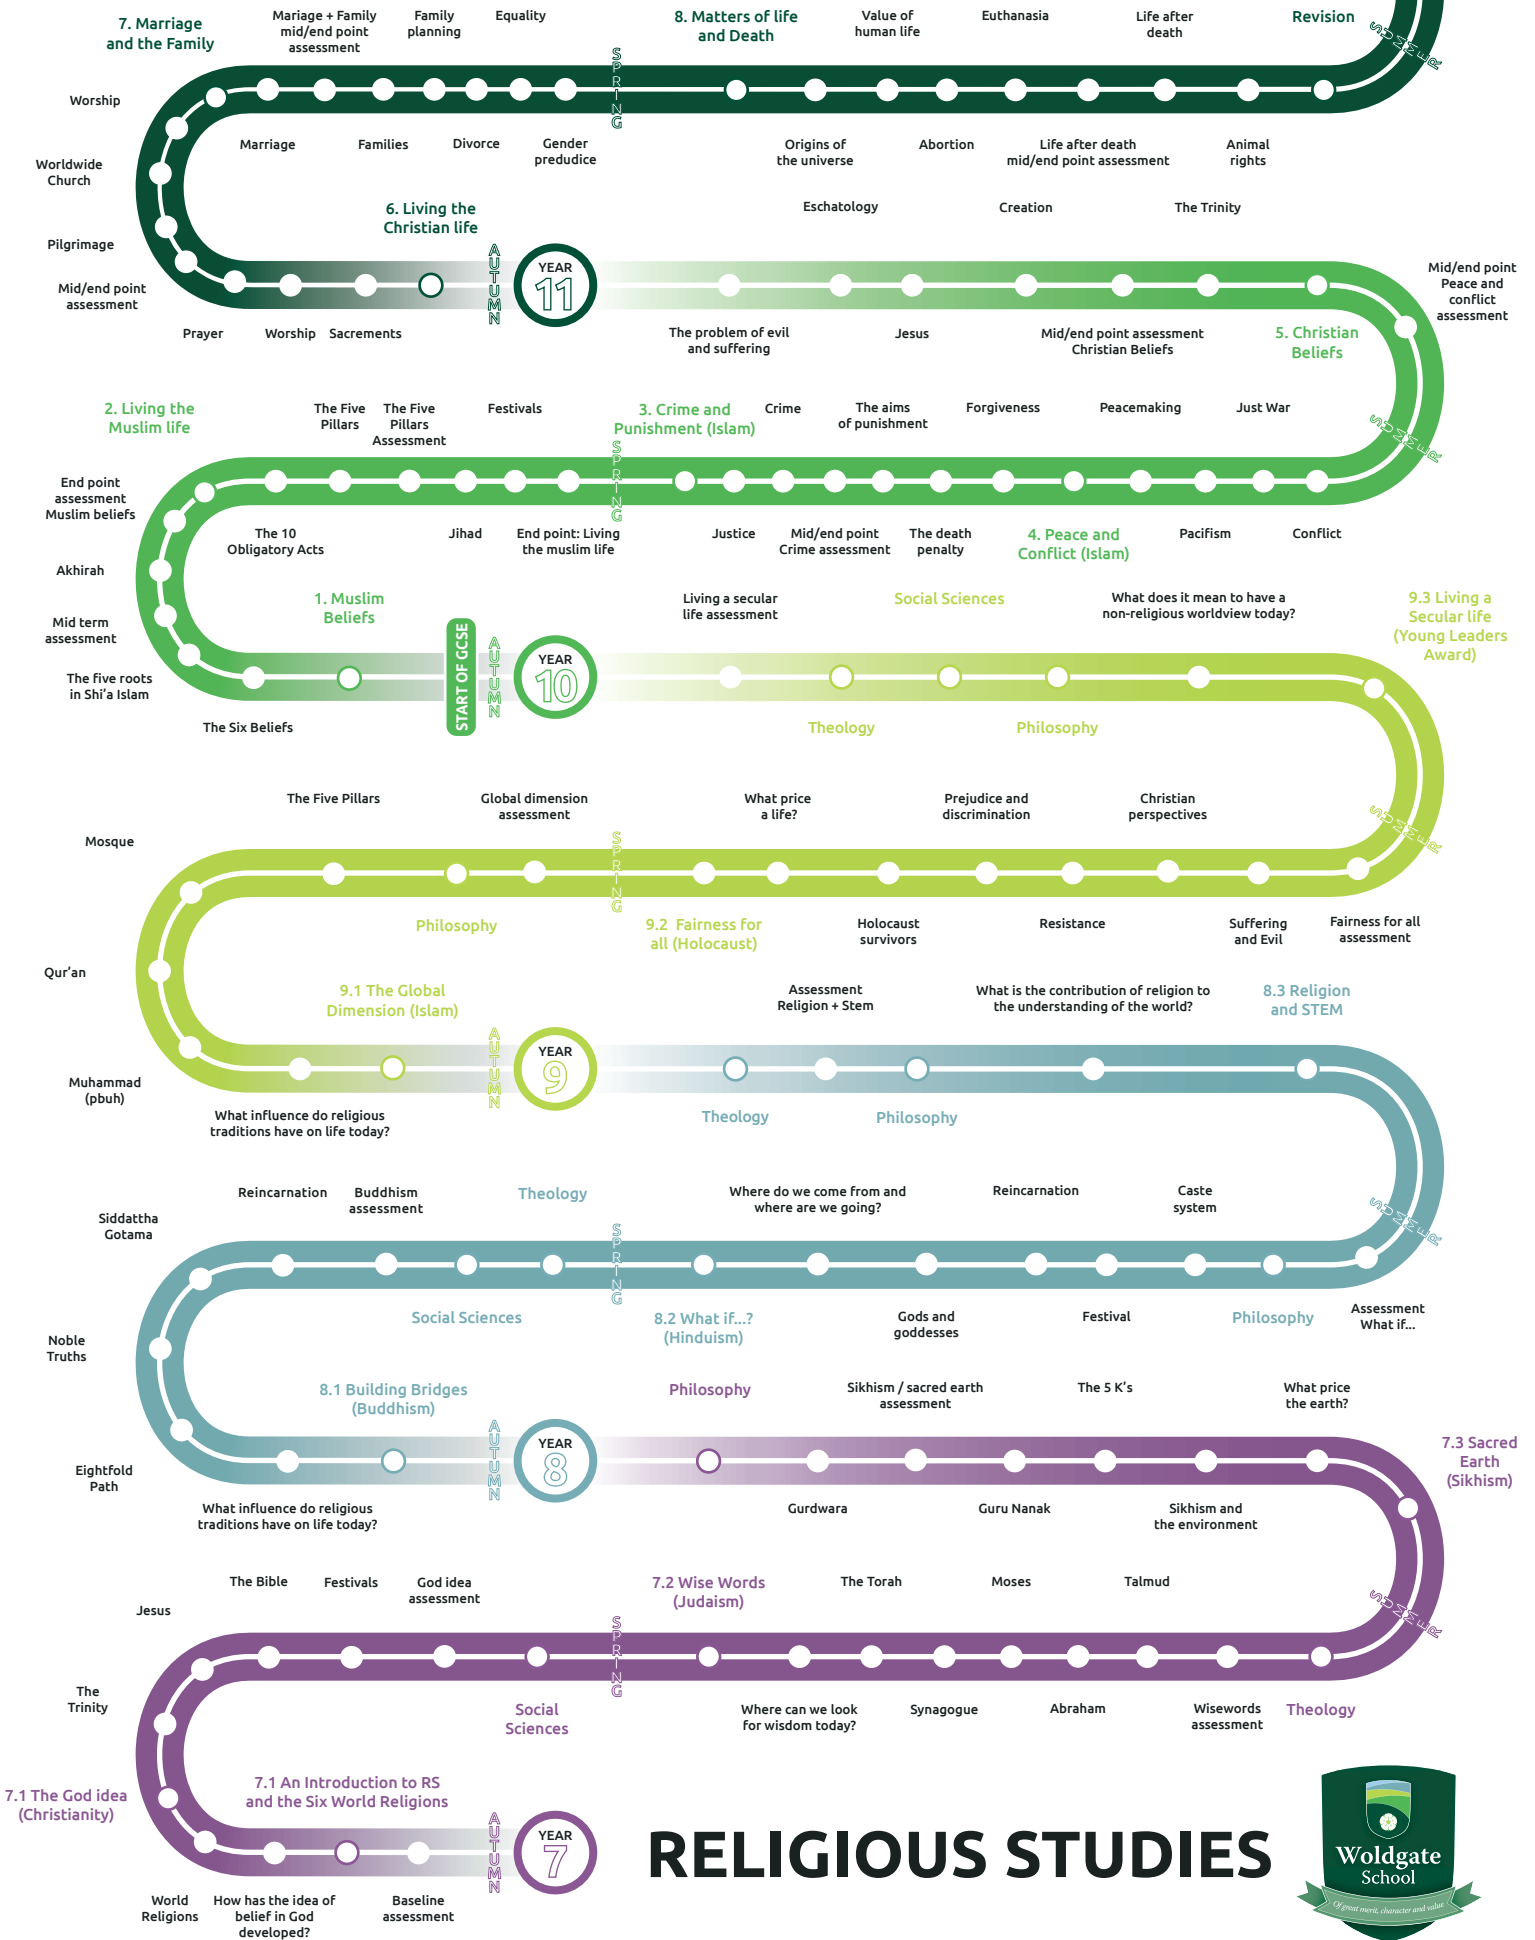 7. Marriage
and the Family
Mariage + Family
mid/end point
assessment
Family
planning
Equality
8. Matters of life
and Death
Value of
human life
Euthanasia
Life after
death
Revision
SUMMER
SPRING
Worship
Worldwide
Church
Pilgrimage
Mid/end point
assessment
Marriage
Families
Divorce
Gender
predudice
Origins of
the universe
Abortion
Life after death
mid/end point assessment
Animal
rights
6. Living the
Christian life
Eschatology
Creation
The Trinity
AUTUMN
YEAR
11
Mid/end point
Peace and
conflict
assessment
Prayer
Worship
Sacrements
The problem of evil
and suffering
Jesus
Mid/end point assessment
Christian Beliefs
5. Christian
Beliefs
2. Living the
Muslim life
The Five
Pillars
The Five
Pillars
Assessment
Festivals
3. Crime and
Punishment (Islam)
Crime
The aims
of punishment
Forgiveness
Peacemaking
Just War
SUMMER
SPRING
End point
assessment
Muslim beliefs
Akhirah
Mid term
assessment
The five roots
in Shi’a Islam
The 10
Obligatory Acts
Jihad
End point: Living
the muslim life
Justice
Mid/end point
Crime assessment
The death
penalty
4. Peace and
Conflict (Islam)
Pacifism
Conflict
1. Muslim
Beliefs
START OF GCSE
AUTUMN
YEAR
10
Living a secular
life assessment
Social Sciences
What does it mean to have a
non-religious worldview today?
9.3 Living a
Secular life
(Young Leaders
Award)
The Six Beliefs
Theology
Philosophy
The Five Pillars
Global dimension
assessment
What price
a life?
Prejudice and
discrimination
Christian
perspectives
SUMMER
SPRING
Mosque
Qur’an
Muhammad
(pbuh)
Philosophy
9.2 Fairness for
all (Holocaust)
Holocaust
survivors
Resistance
Suffering
and Evil
Fairness for all
assessment
9.1 The Global
Dimension (Islam)
AUTUMN
YEAR
9
Assessment
Religion + Stem
What is the contribution of religion to
the understanding of the world?
8.3 Religion
and STEM
What influence do religious
traditions have on life today?
Theology
Philosophy
Reincarnation
Buddhism
assessment
Theology
Where do we come from and
where are we going?
Reincarnation
Caste
system
SUMMER
SPRING
Siddattha
Gotama
Noble
Truths
Eightfold
Path
Social Sciences
8.2 What if...?
(Hinduism)
Gods and
goddesses
Festival
Philosophy
Assessment
What if...
8.1 Building Bridges
(Buddhism)
AUTUMN
YEAR
8
Philosophy
Sikhism / sacred earth
assessment
The 5 K’s
What price
the earth?
7.3 Sacred
Earth
(Sikhism)
What influence do religious
traditions have on life today?
Gurdwara
Guru Nanak
Sikhism and
the environment
The Bible
Festivals
God idea
assessment
7.2 Wise Words
(Judaism)
The Torah
Moses
Talmud
SUMMER
SPRING
Jesus
The
Trinity
7.1 The God idea
(Christianity)
Social
Sciences
Where can we look
for wisdom today?
Synagogue
Abraham
Wisewords
assessment
Theology
7.1 An Introduction to RS
and the Six World Religions
AUTUMN
YEAR
7
World
Religions
How has the idea of
belief in God
developed?
Baseline
assessment
RELIGIOUS STUDIES
Woldgate
School
Of great merit, character and value